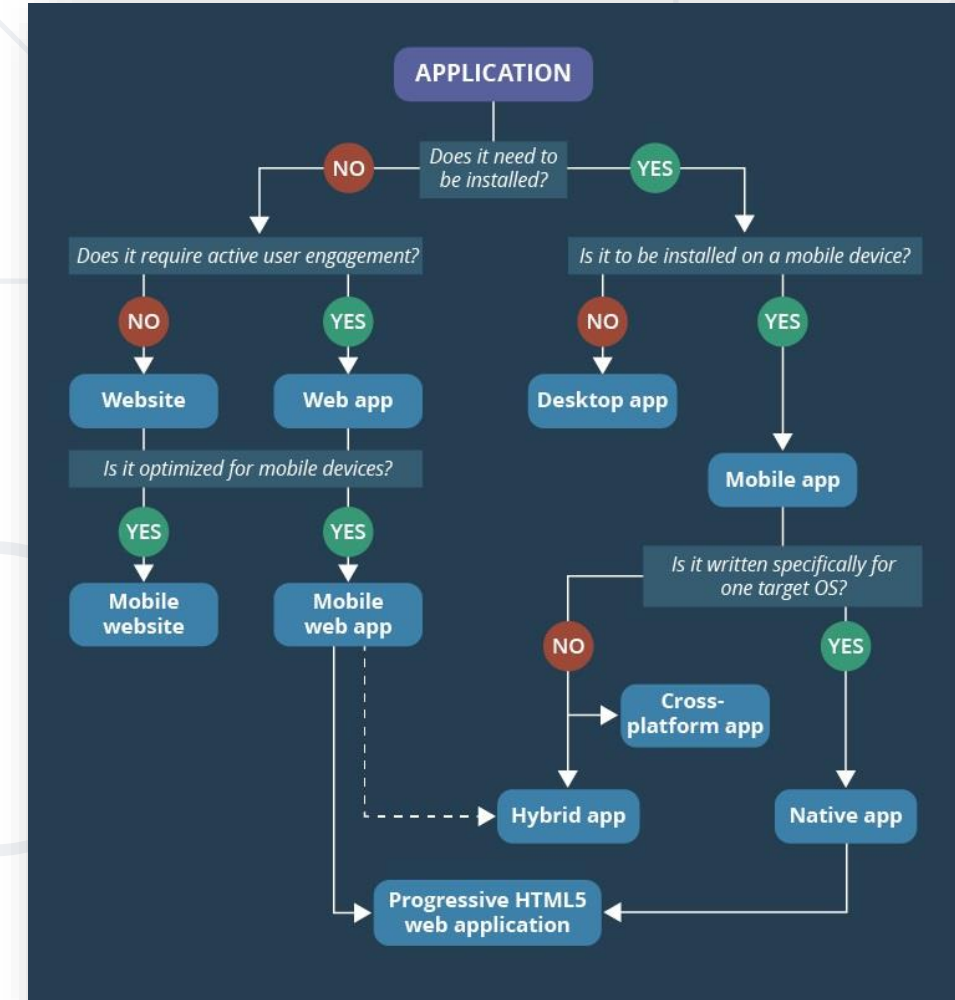 APPLICATION
Does it need to
be installed?
NO
YES
Does it require active user engagement?
Is it to be installed on a mobile device?
NO
YES
NO
YES
Website
Web app
Desktop app
Is it optimized for mobile devices?
Mobile app
YES
YES
Is it written specifically for
one target OS?
Mobile
website
Mobile
web app
NO
YES
Cross-
platform app
Hybrid app
Native app
Progressive HTML5
web application